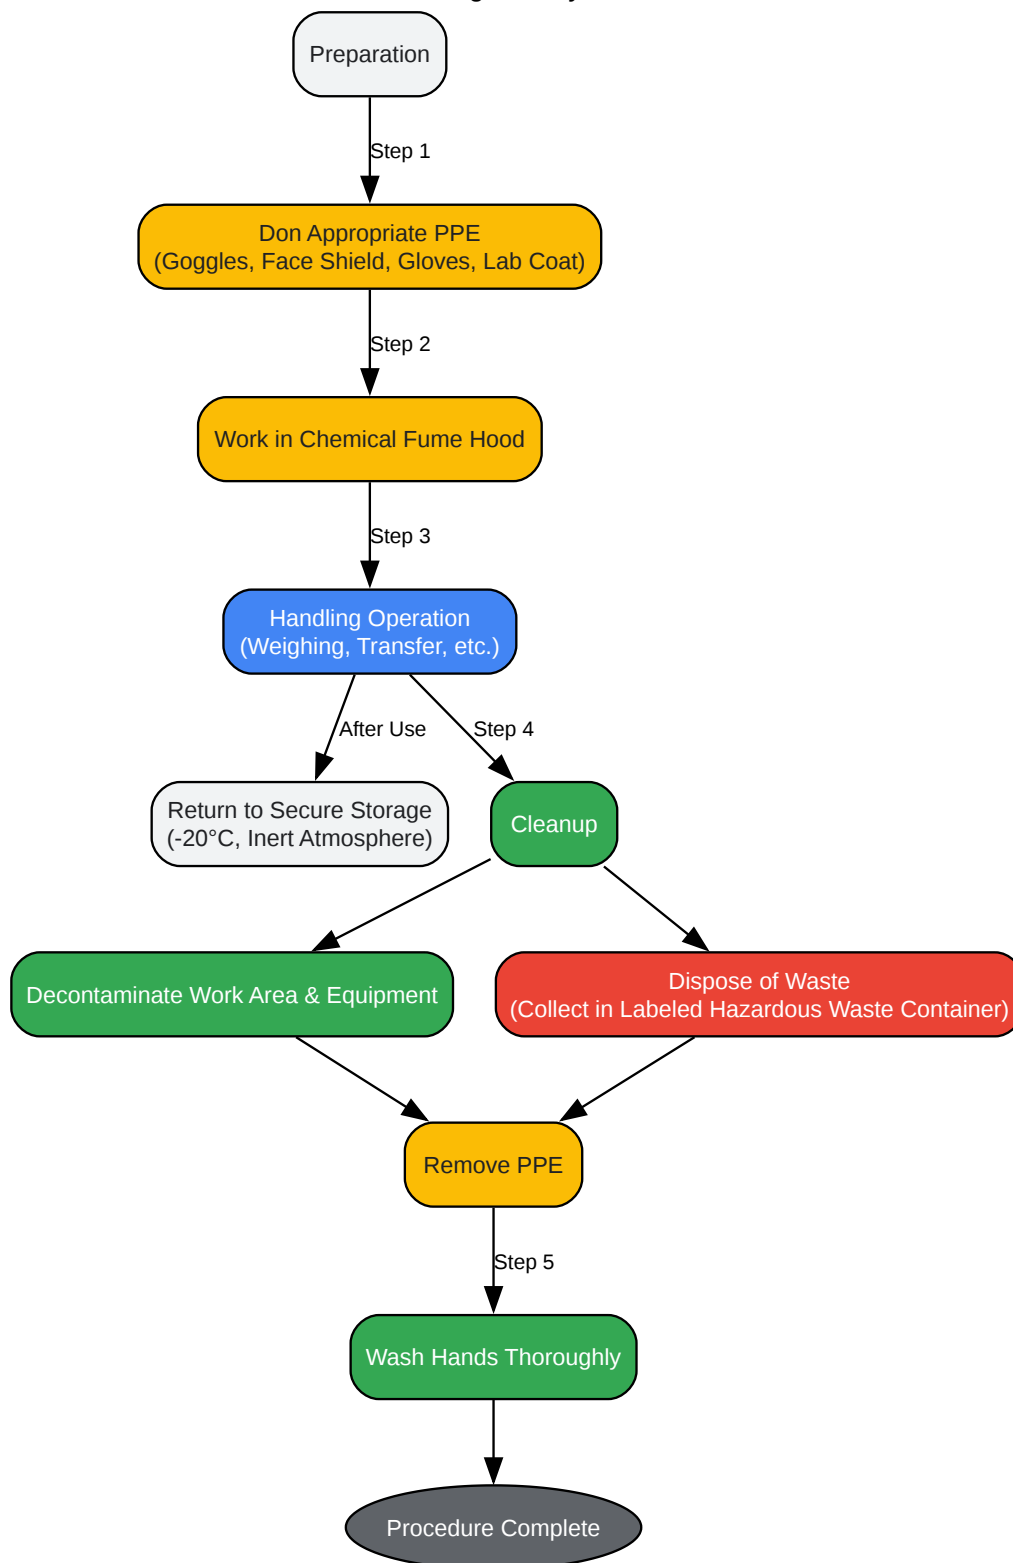 Preparation
Step 1
Don Appropriate PPE
(Goggles, Face Shield, Gloves, Lab Coat)
Step 2
Work in Chemical Fume Hood
Step 3
Handling Operation
(Weighing, Transfer, etc.)
After Use
Step 4
Return to Secure Storage
(-20°C, Inert Atmosphere)
Cleanup
Decontaminate Work Area & Equipment
Dispose of Waste
(Collect in Labeled Hazardous Waste Container)
Remove PPE
Step 5
Wash Hands Thoroughly
Procedure Complete